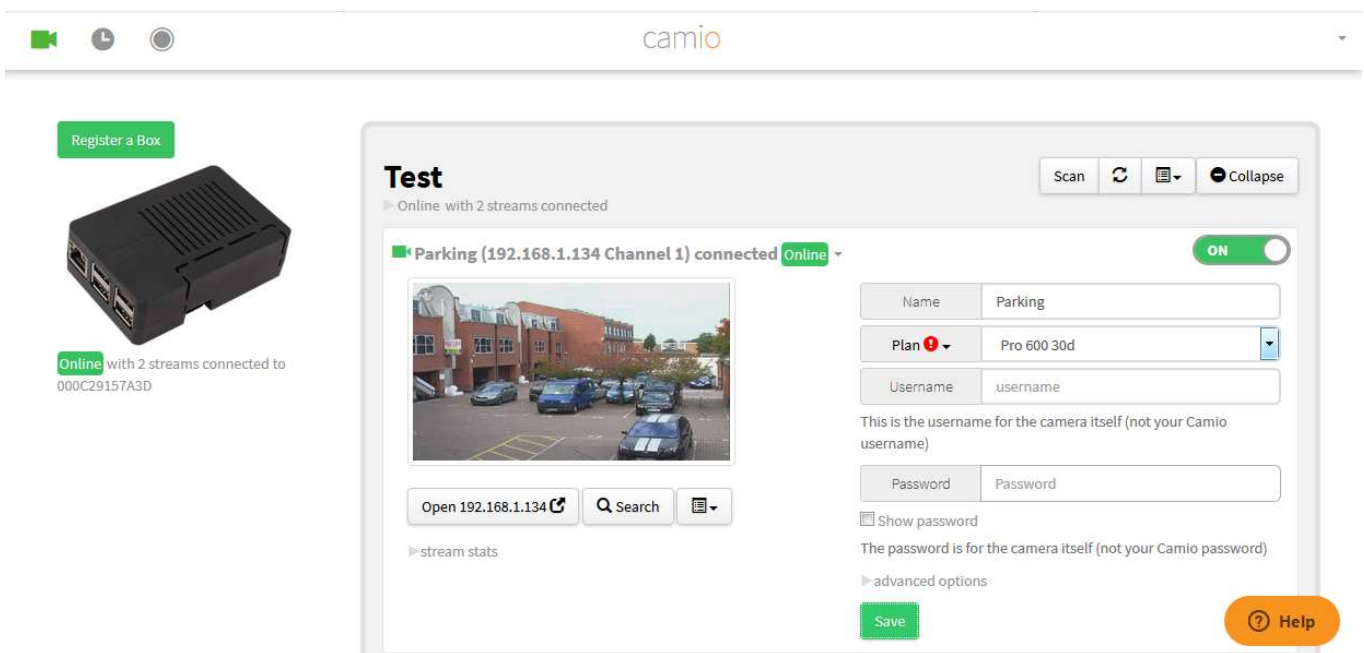 camio
Register a Box
Online with 2 streams connected to
000C29157A3D
Test
Scan
Collapse
Online with 2 streams connected
Parking (192.168.1.134 Channel 1) connected Online
ON
Name
Parking
Plan
Pro 600 30d
Username
username
This is the username for the camera itself (not your Camio
username)
Password
Password
Show password
The password is for the camera itself (not your Camio password)
advanced options
Save
Open 192.168.1.134
Search
stream stats
Help